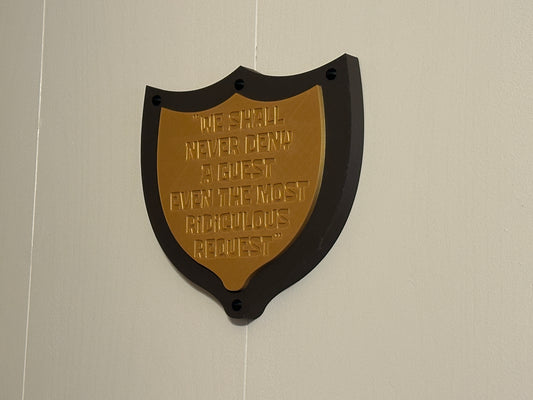 "WE SHALL
NEVER DENY
A GUEST
EVEN THE MOST
RIDICULOUS
REQUEST"